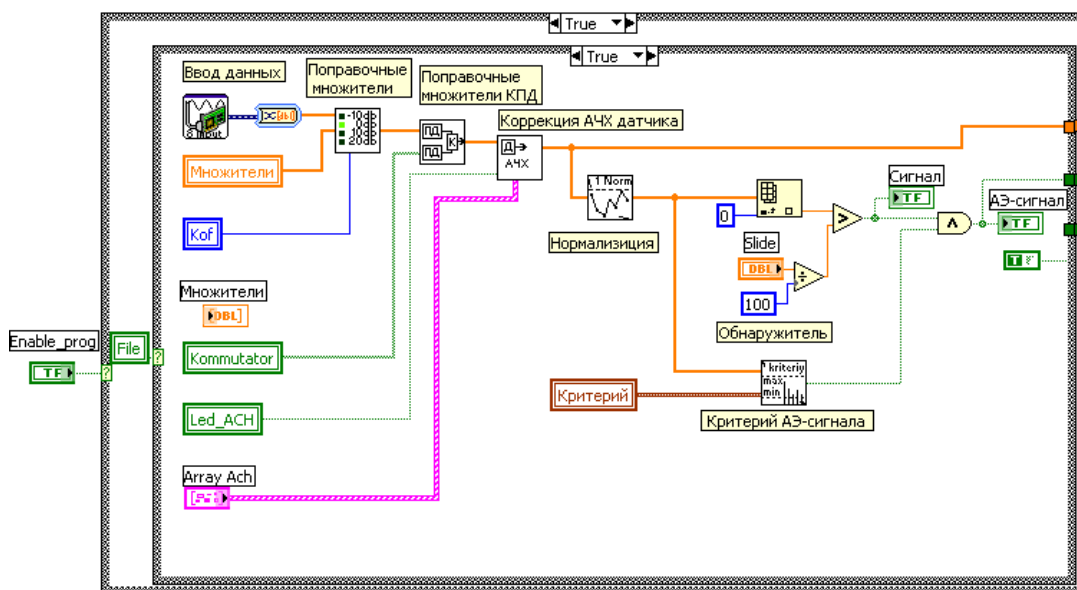 True
True
Ввод данных
Поправочные
множители
Поправочные
множители КПД
Коррекция АЧХ датчика
-10db
0db
10db
20db
ПД
К
ПД
Д
АЧХ
Множители
1 Norm
Сигнал
TF
АЭ-сигнал
TF
0
>
Λ
Kof
Нормализиция
Slide
DBL
÷
T F
100
Множители
DBL]
Обнаружитель
Enable_prog
TF
File
?
?
Kommutator
kriteriy
max
min
Критерий
Критерий АЭ-сигнала
Led_ACH
Array Ach